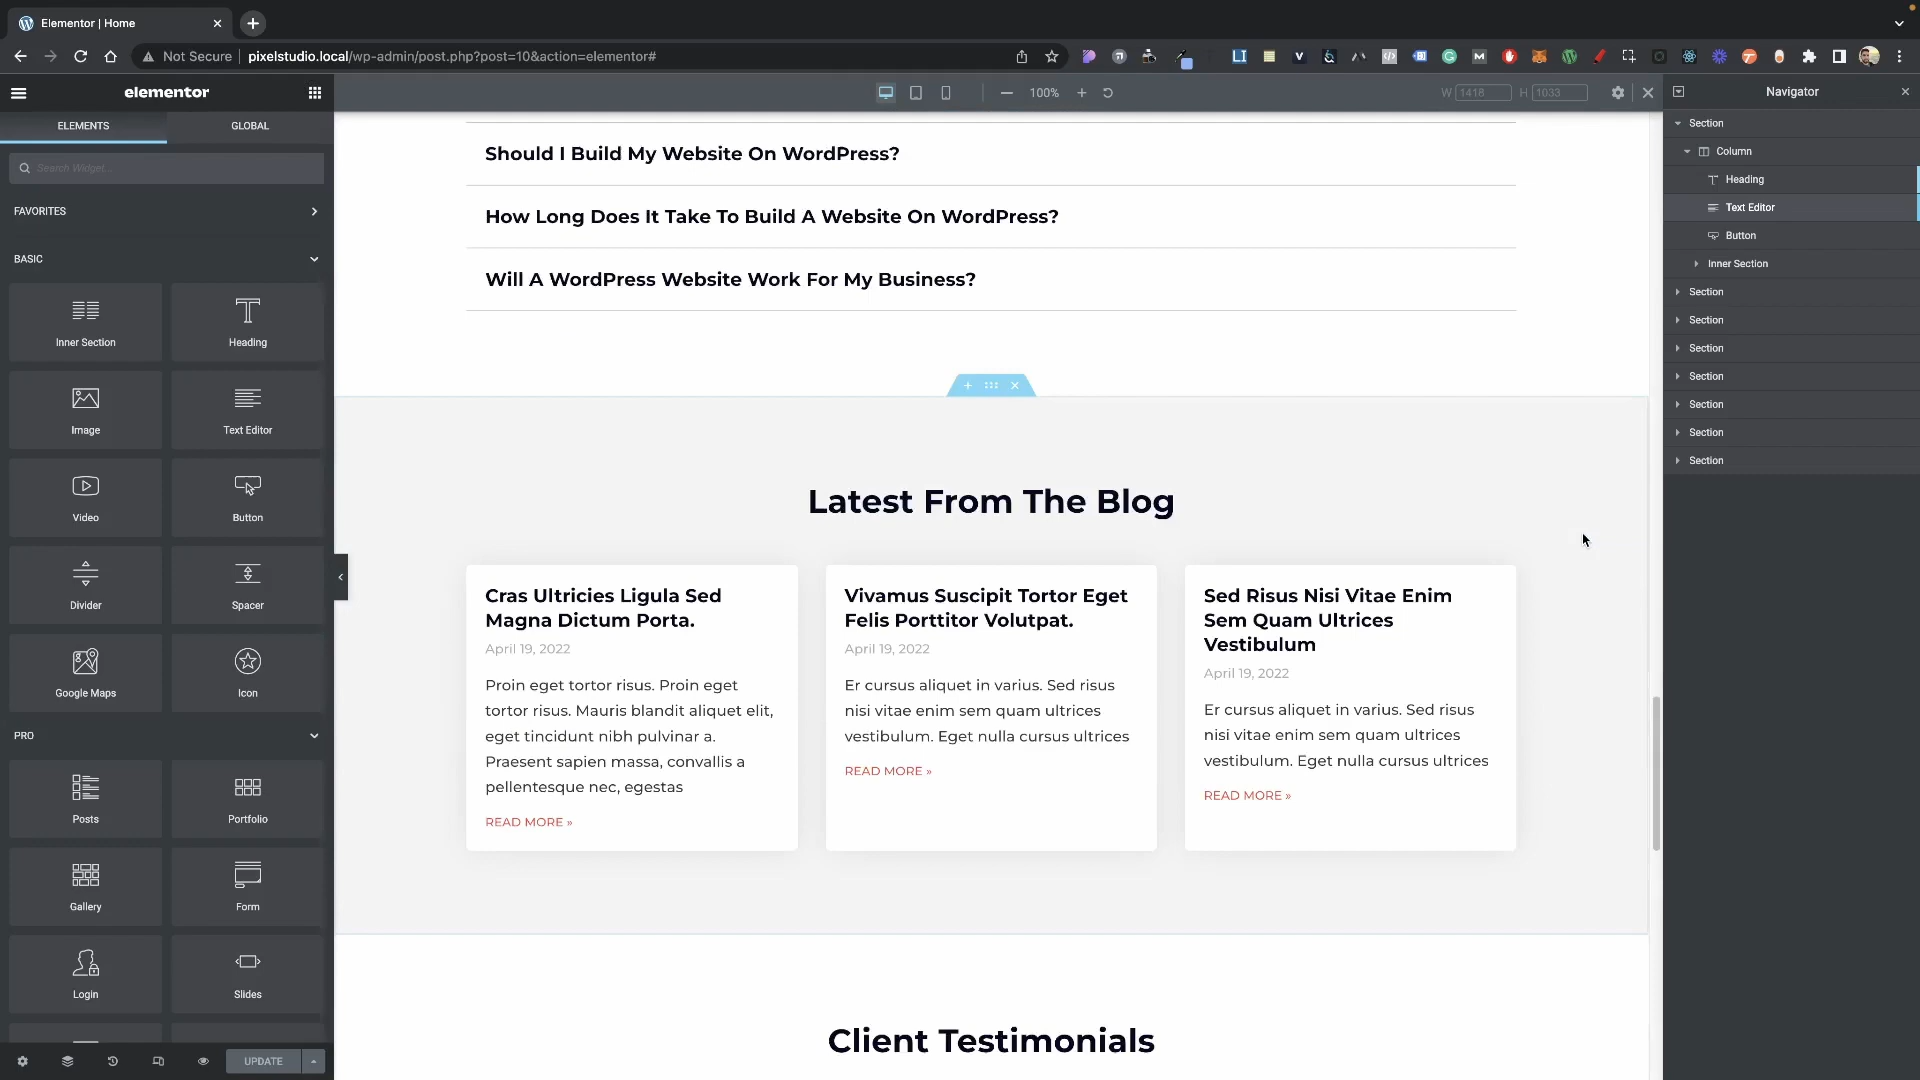 Elementor | Home
Not Secure
pixelstudio.local/wp-admin/post.php?post=10&action=elementor#
elementor
ELEMENTS
GLOBAL
Search Widget...
FAVORITES
BASIC
Inner Section
Heading
Image
Text Editor
Video
Button
Divider
Spacer
Google Maps
Icon
PRO
Posts
Portfolio
Gallery
Form
Login
Slides
UPDATE
100%
W 1418
H 1033
Should I Build My Website On WordPress?
How Long Does It Take To Build A Website On WordPress?
Will A WordPress Website Work For My Business?
Latest From The Blog
Cras Ultricies Ligula Sed
Magna Dictum Porta.
April 19, 2022
Proin eget tortor risus. Proin eget
tortor risus. Mauris blandit aliquet elit,
eget tincidunt nibh pulvinar a.
Praesent sapien massa, convallis a
pellentesque nec, egestas
READ MORE »
Vivamus Suscipit Tortor Eget
Felis Porttitor Volutpat.
April 19, 2022
Er cursus aliquet in varius. Sed risus
nisi vitae enim sem quam ultrices
vestibulum. Eget nulla cursus ultrices
READ MORE »
Sed Risus Nisi Vitae Enim
Sem Quam Ultrices
Vestibulum
April 19, 2022
Er cursus aliquet in varius. Sed risus
nisi vitae enim sem quam ultrices
vestibulum. Eget nulla cursus ultrices
READ MORE »
Client Testimonials
Navigator
Section
Column
Heading
Text Editor
Button
Inner Section
Section
Section
Section
Section
Section
Section
Section